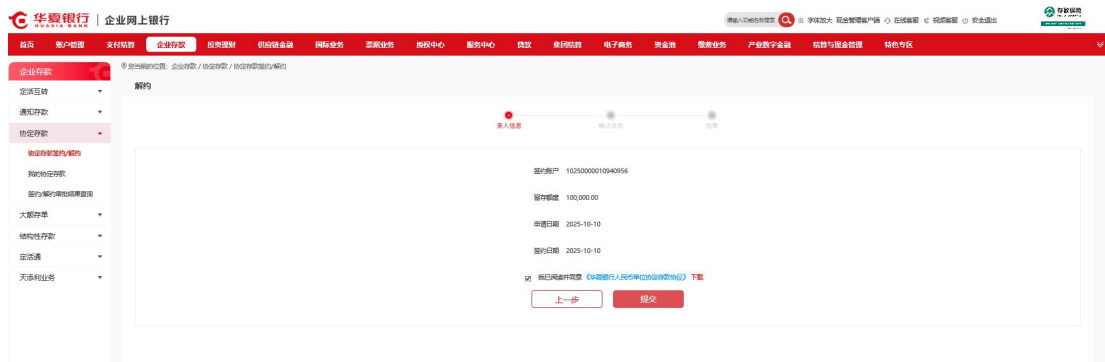 华夏银行 | 企业网上银行
HUAXIA BANK
请输入功能名称搜索 字体放大 现金管理客户端 在线客服 视频客服 安全退出
存款保险
首页 账户管理 支付结算 企业存款 投资理财 供应链金融 国际业务 票据业务 授权中心 服务中心 贷款 集团结算 电子商务 资金池 缴费业务 产业数字金融 结算与现金管理 特色专区
企业存款
您当前的位置：企业存款 / 协定存款 / 协定存款签约/解约
定活互转
解约
通知存款
协定存款
协定存款签约/解约
我的协定存款
签约/解约审批结果查询
大额存单
结构性存款
定活通
天添利业务
录入信息 确认信息 结果
签约账户 10250000010940956
留存额度 100,000.00
申请日期 2025-10-10
签约日期 2025-10-10
我已阅读并同意《华夏银行人民币单位协定存款协议》下载
上一步 提交